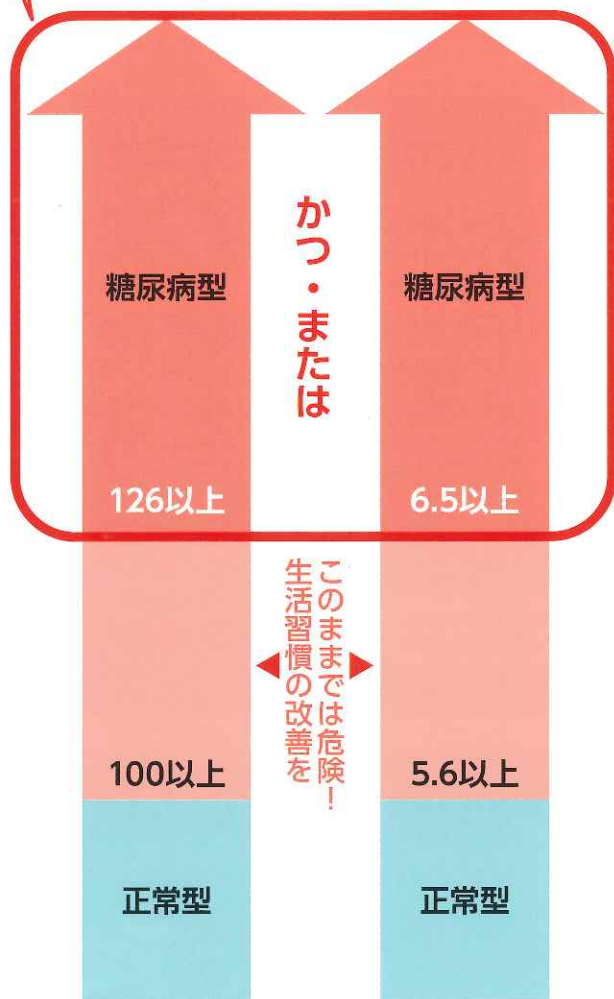 糖尿病型
糖尿病型
かつ・または
126以上
6.5以上
このままでは危険!
生活習慣の改善を
100以上
5.6以上
正常型
正常型